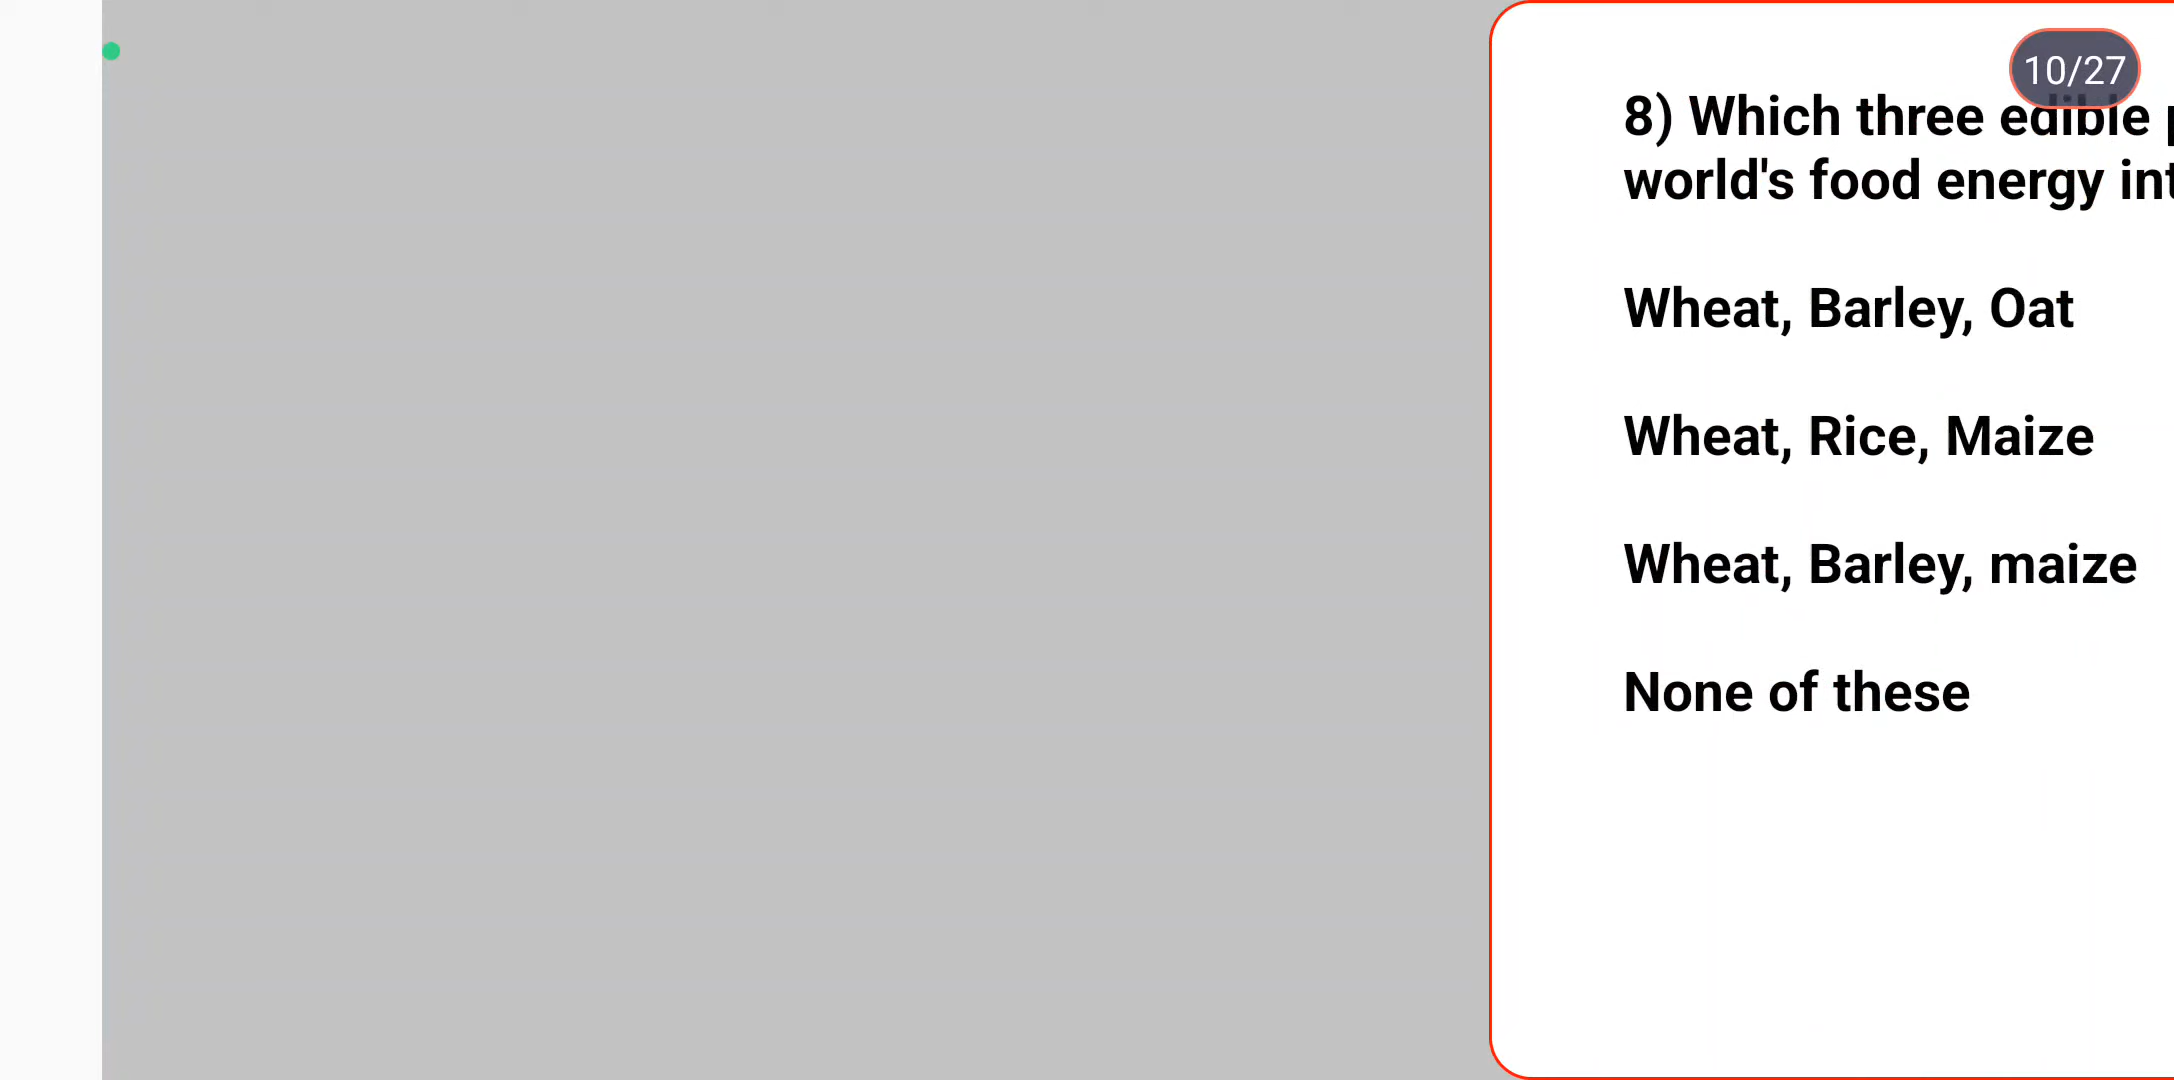 10/27
8) Which three edible
world's food energy
Wheat, Barley, Oat
Wheat, Rice, Maize
Wheat, Barley, maize
None of these